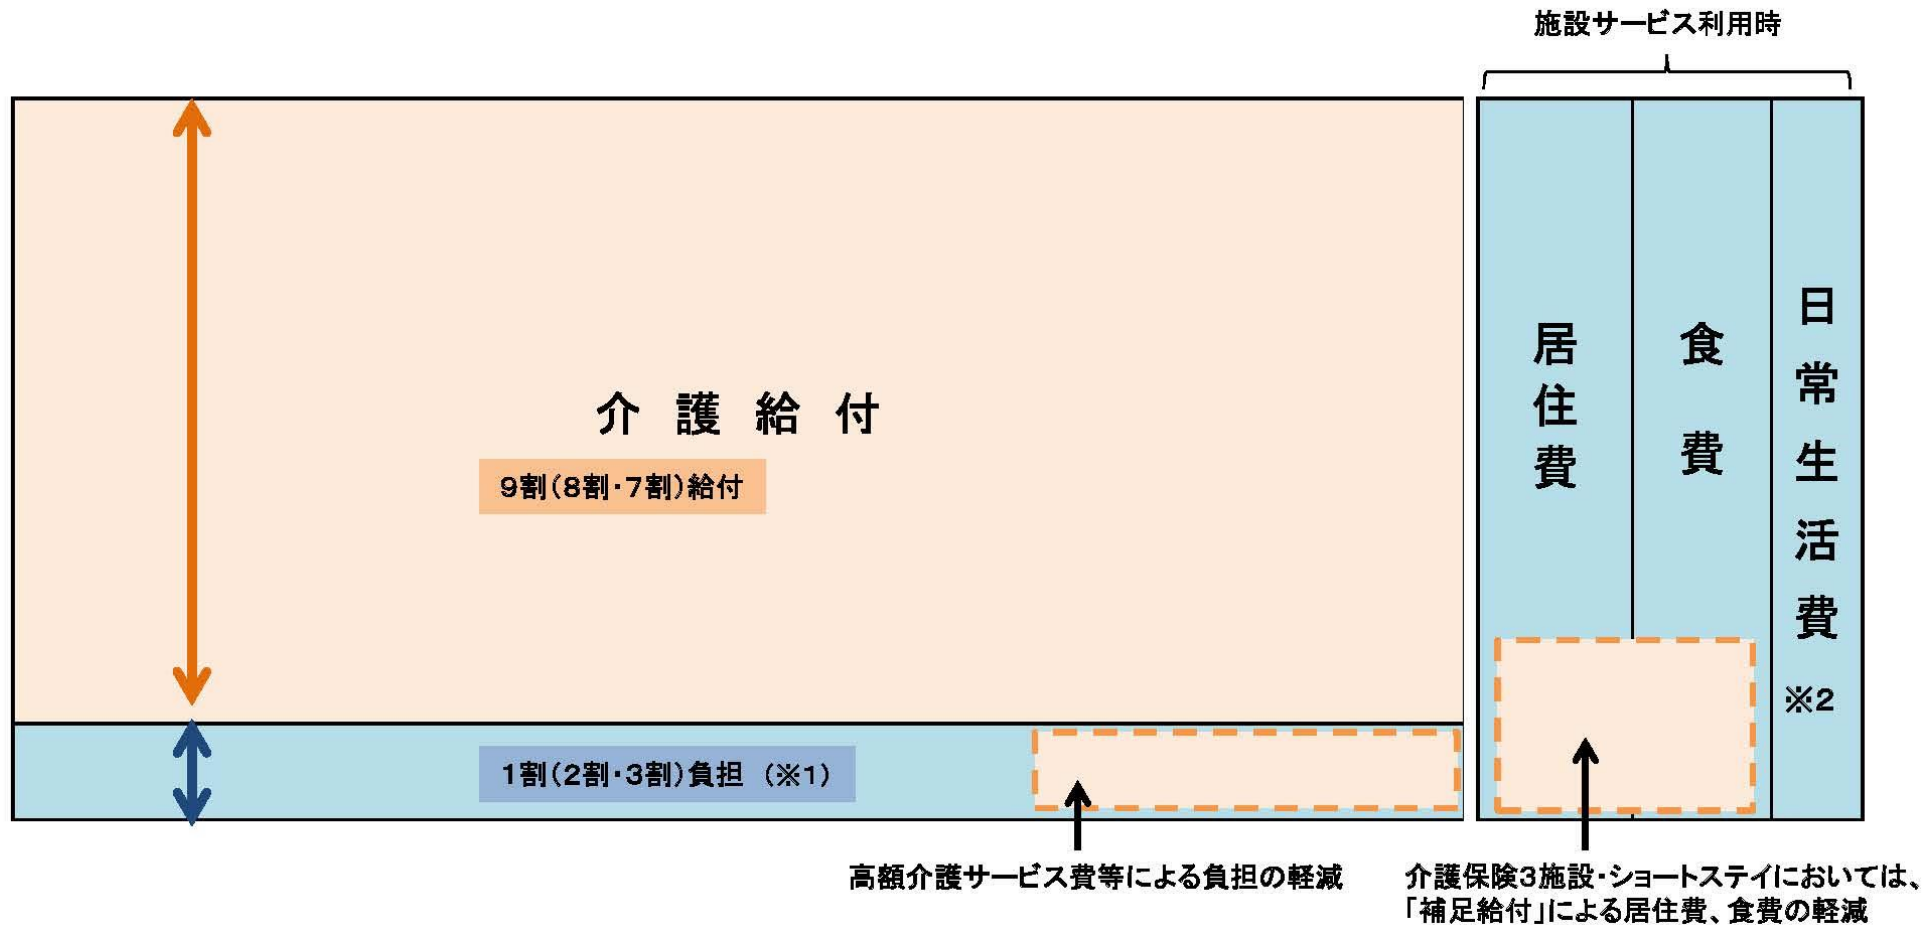 施設サービス利用時
介護給付
9割(8割・7割)給付
1割(2割・3割)負担 (※1)
居住費
食費
日常生活費
※2
高額介護サービス費等による負担の軽減
介護保険3施設・ショートステイにおいては、
「補足給付」による居住費、食費の軽減